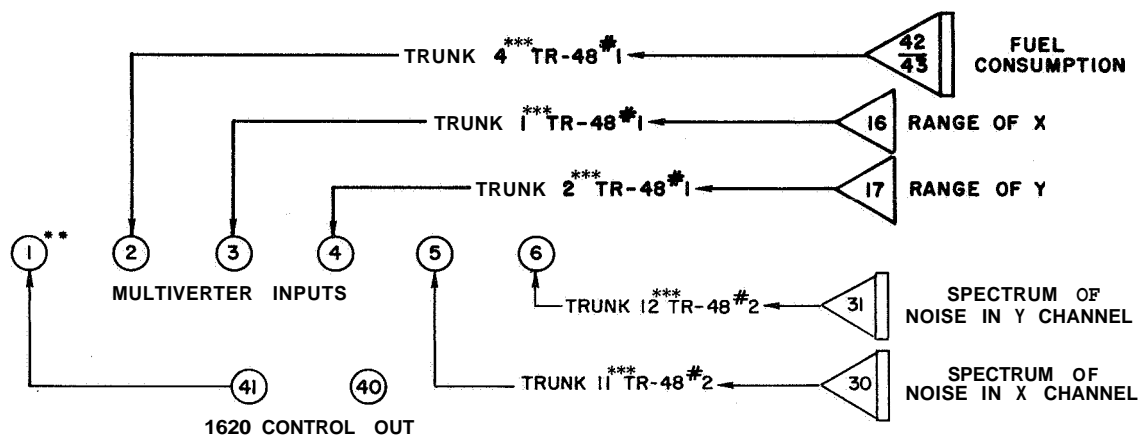 TRUNK 4***TR-48#1 42/43 FUEL CONSUMPTION
TRUNK 1***TR-48#1 16 RANGE OF X
TRUNK 2***TR-48#1 17 RANGE OF Y
1** 2 3 4 5 6
MULTIVERTER INPUTS
TRUNK 12***TR-48#2 31 SPECTRUM OF NOISE IN Y CHANNEL
41 40 TRUNK 11***TR-48#2 30 SPECTRUM OF NOISE IN X CHANNEL
1620 CONTROL OUT